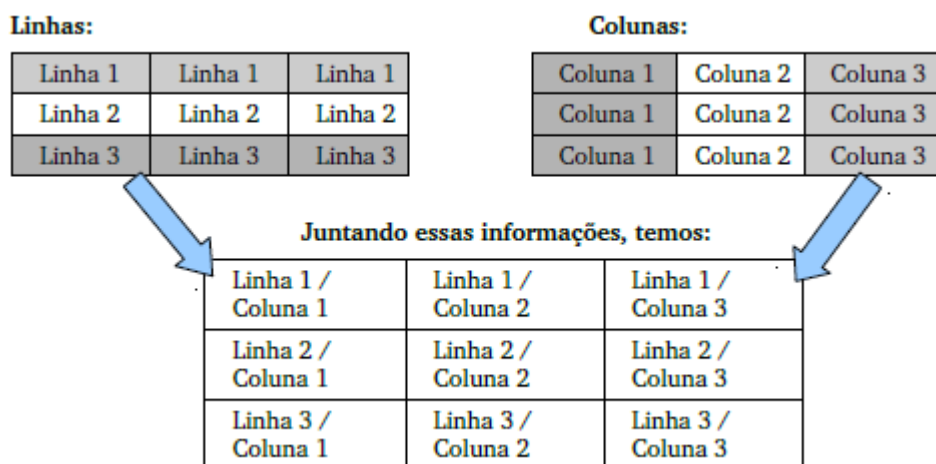 Linhas:
Linha 1 Linha 1 Linha 1
Linha 2 Linha 2 Linha 2
Linha 3 Linha 3 Linha 3
Colunas:
Coluna 1 Coluna 2 Coluna 3
Coluna 1 Coluna 2 Coluna 3
Coluna 1 Coluna 2 Coluna 3
Juntando essas informações, temos:
Linha 1 / Linha 1 / Linha 1 /
Coluna 1 Coluna 2 Coluna 3
Linha 2 / Linha 2 / Linha 2 /
Coluna 1 Coluna 2 Coluna 3
Linha 3 / Linha 3 / Linha 3 /
Coluna 1 Coluna 2 Coluna 3